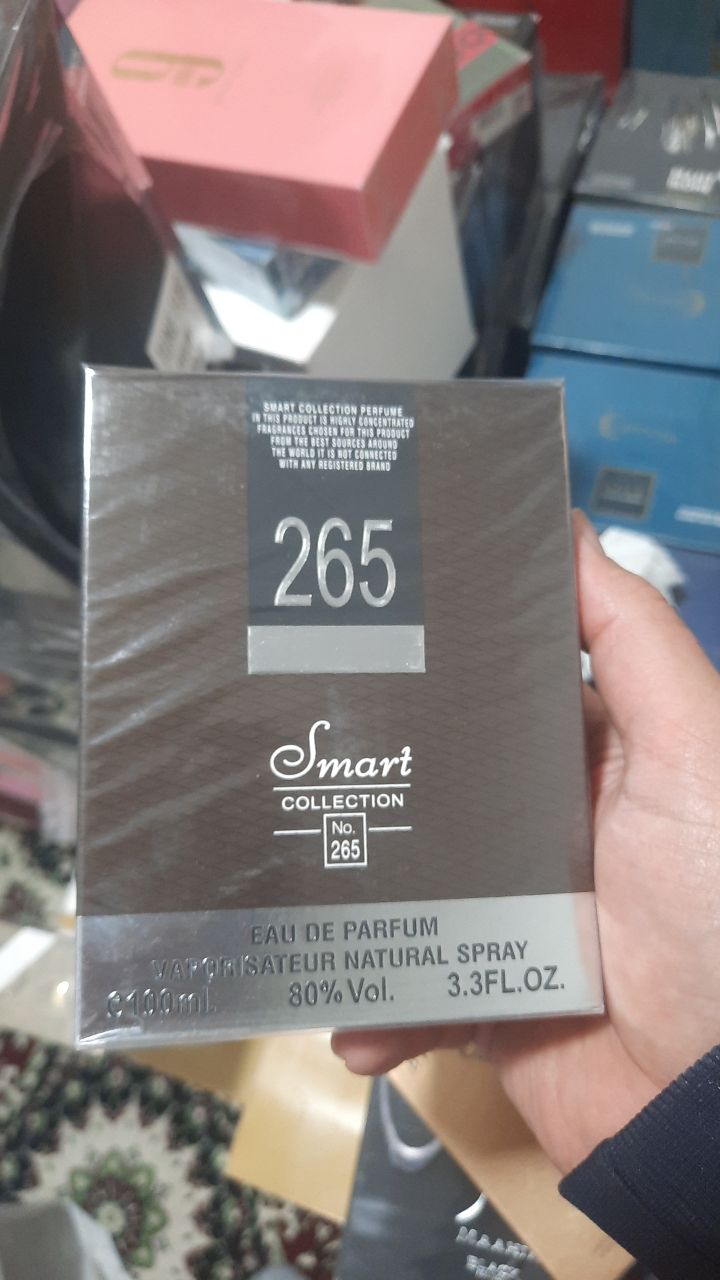 SMART COLLECTION PERFUME
IN THIS PRODUCT IS HIGHLY CONCENTRATED
FRAGRANCES CHOSEN FOR THIS PRODUCT
FROM THE BEST SOURCES AROUND
THE WORLD IT IS NOT CONNECTED
WITH ANY REGISTERED BRAND
265
Smart
COLLECTION
No.
265
EAU DE PARFUM
VAPORISATEUR NATURAL SPRAY
e100ml 80% Vol. 3.3FL.OZ.